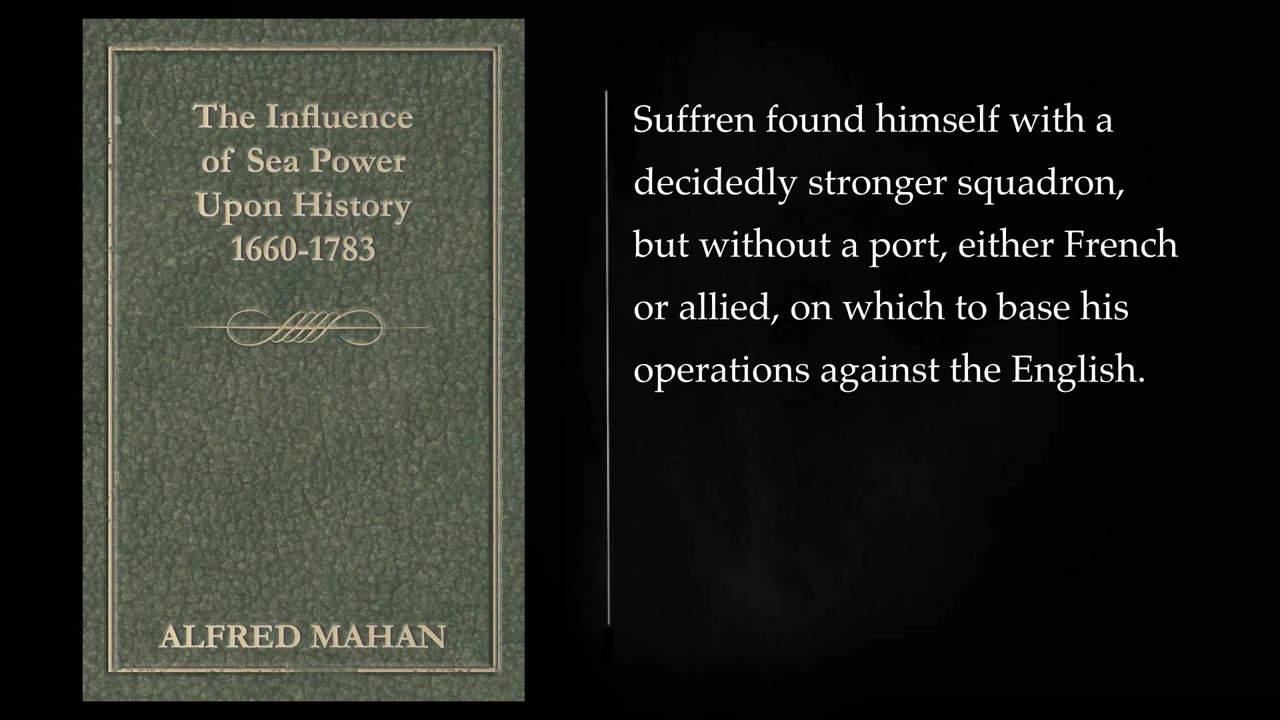 The Influence
of Sea Power
Upon History
1660-1783
ALFRED MAHAN
Suffren found himself with a
decidedly stronger squadron,
but without a port, either French
or allied, on which to base his
operations against the English.